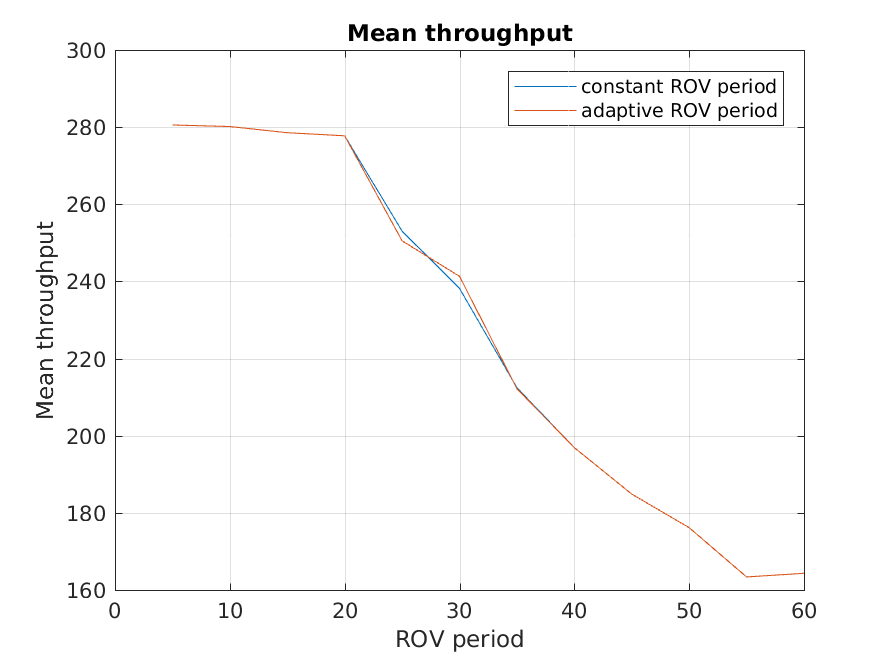 Mean throughput
300
280
260
240
220
200
180
160
Mean throughput
constant ROV period
adaptive ROV period
0 10 20 30 40 50 60
ROV period